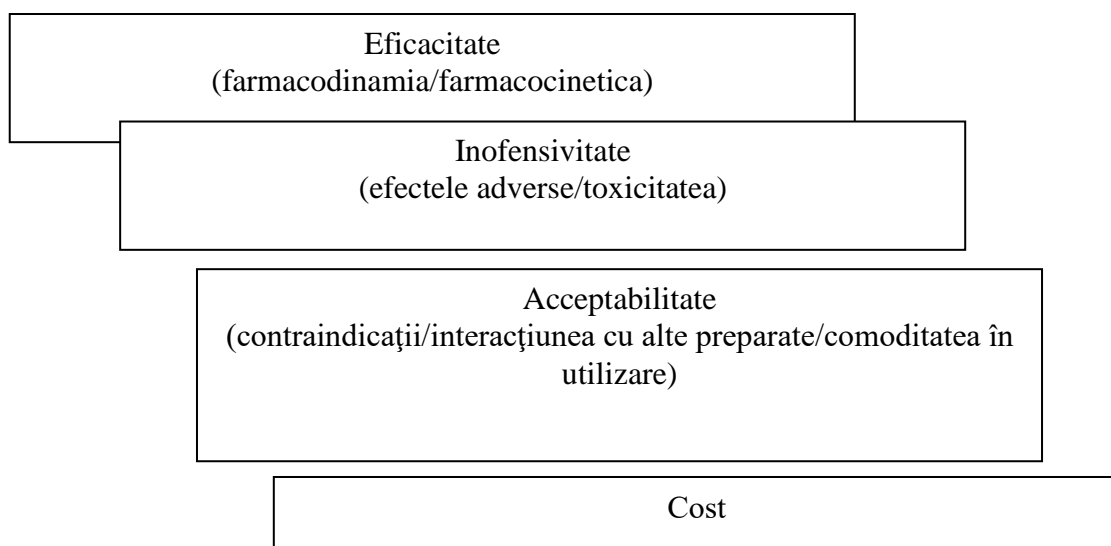 Eficacitate
(farmacodinamia/farmacocinetica)
Inofensivitate
(efectele adverse/toxicitatea)
Acceptabilitate
(contraindicaţii/interacţiunea cu alte preparate/comoditatea în
utilizare)
Cost